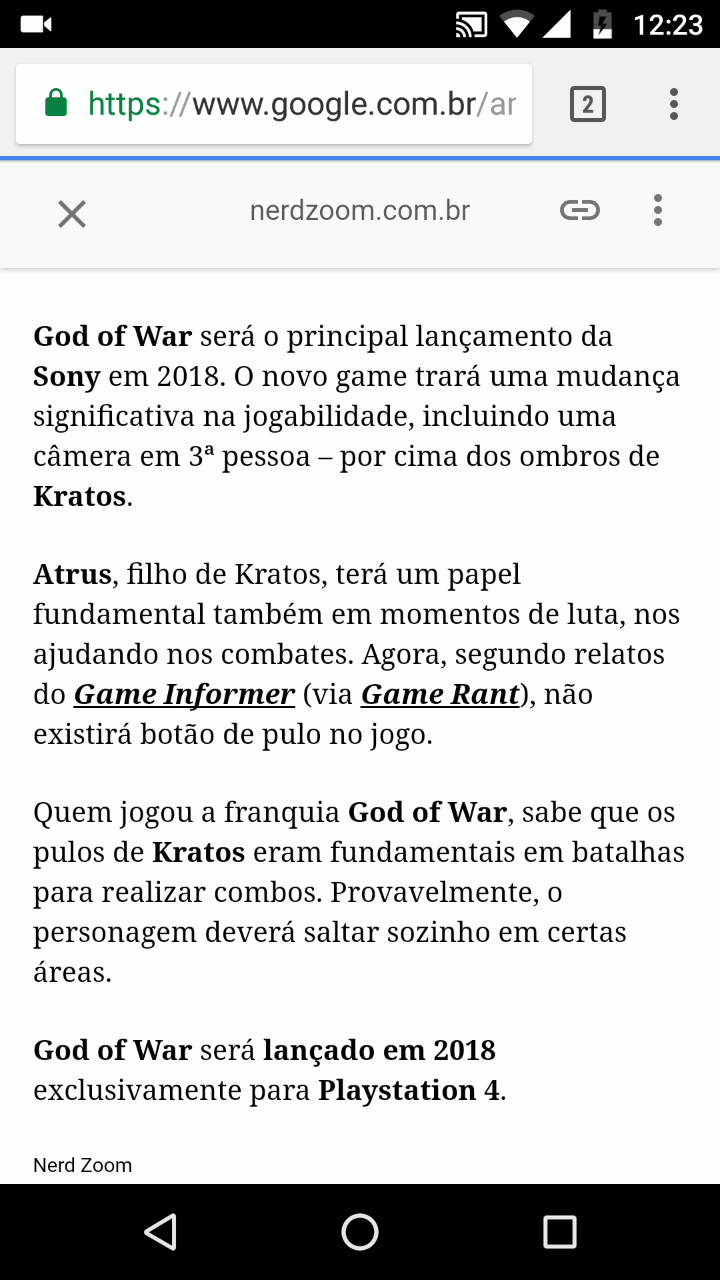 12:23
https://www.google.com.br/ar
2
nerdzoom.com.br
God of War será o principal lançamento da
Sony em 2018. O novo game trará uma mudança
significativa na jogabilidade, incluindo uma
câmera em 3ª pessoa – por cima dos ombros de
Kratos.
Atrus, filho de Kratos, terá um papel
fundamental também em momentos de luta, nos
ajudando nos combates. Agora, segundo relatos
do Game Informer (via Game Rant), não
existirá botão de pulo no jogo.
Quem jogou a franquia God of War, sabe que os
pulos de Kratos eram fundamentais em batalhas
para realizar combos. Provavelmente, o
personagem deverá saltar sozinho em certas
áreas.
God of War será lançado em 2018
exclusivamente para Playstation 4.
Nerd Zoom